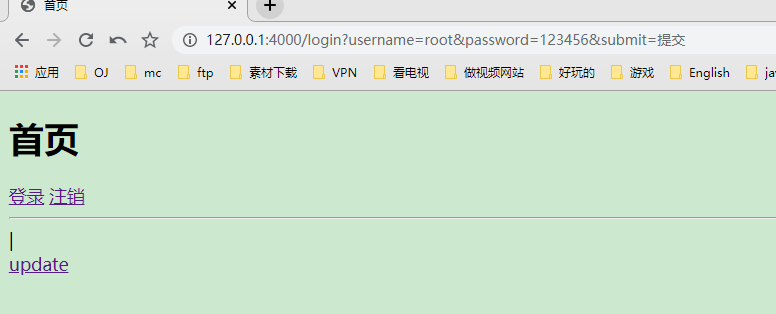 首页
127.0.0.1:4000/login?username=root&password=123456&submit=提交
应用 OJ mc ftp 素材下载 VPN 看电视 做视频网站 好玩的 游戏 English jav
首页
登录 注销
|
update